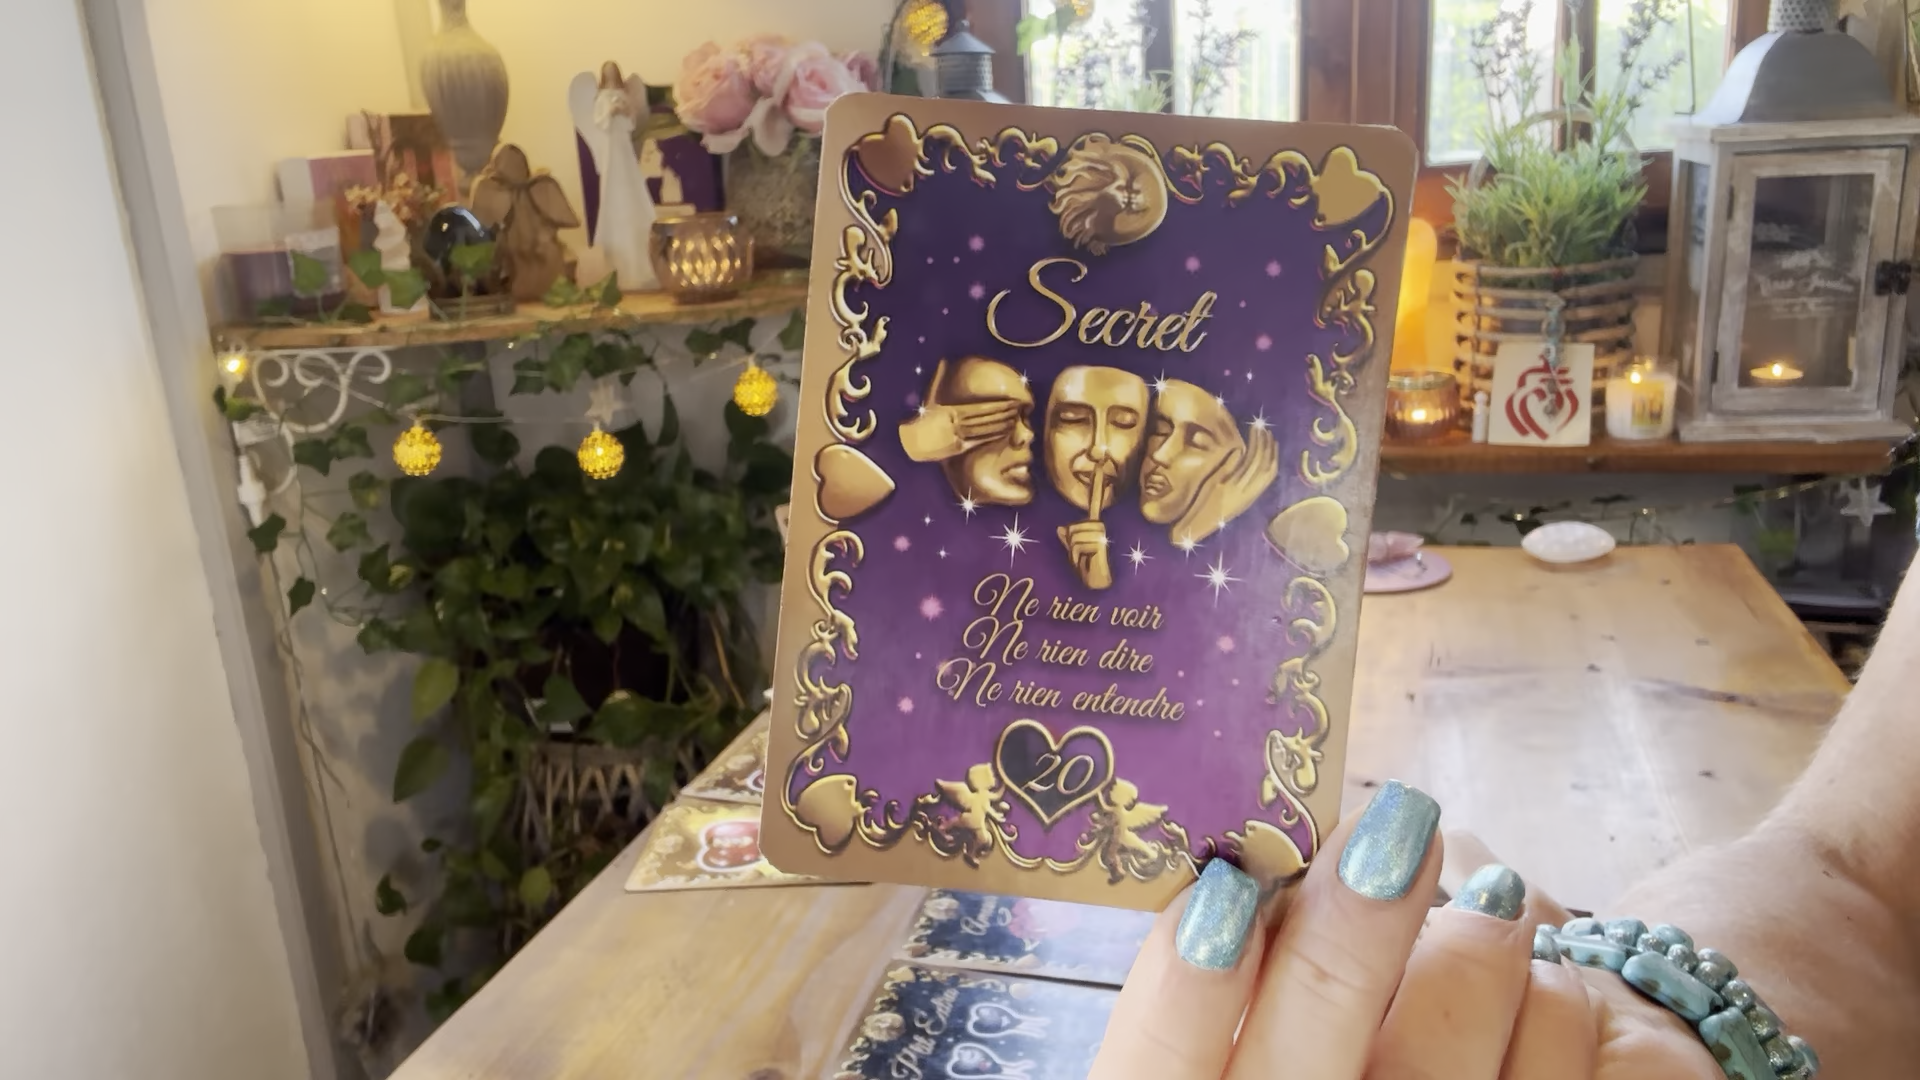 Secret
Ne rien voir
Ne rien dire
Ne rien entendre
20